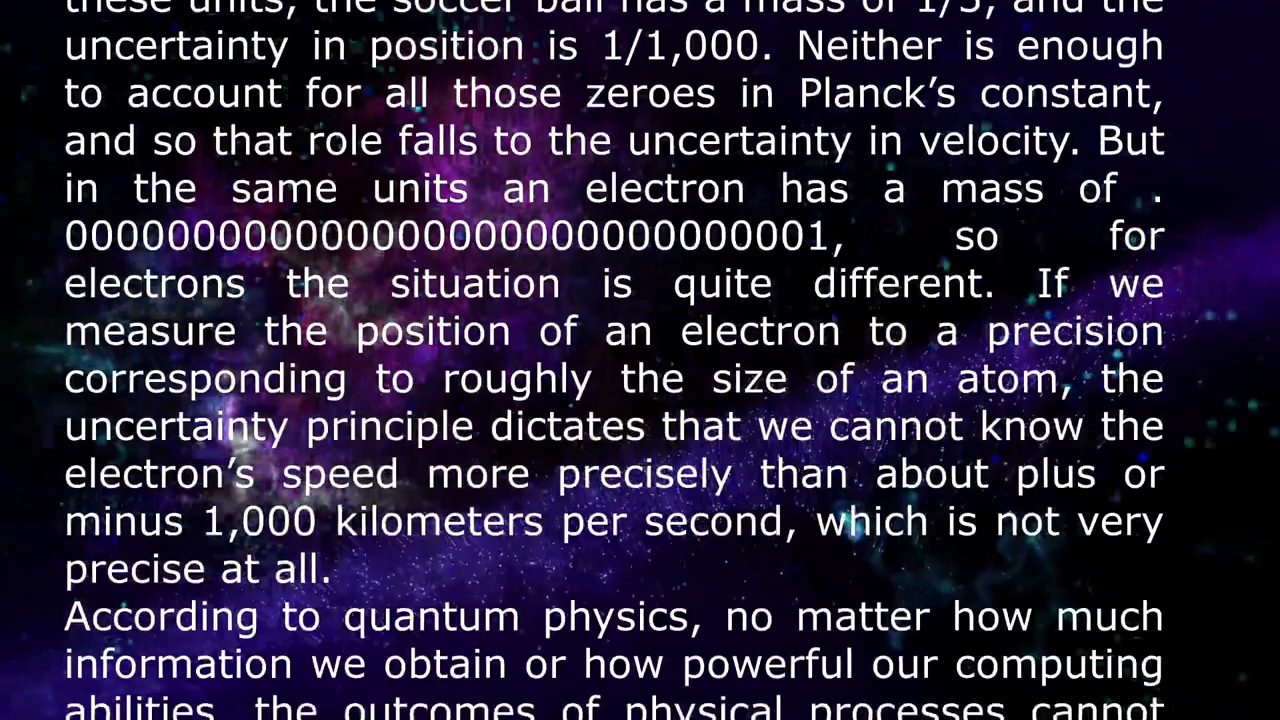 these units, the soccer ball has a mass of 1/5, and the
uncertainty in position is 1/1,000. Neither is enough
to account for all those zeroes in Planck’s constant,
and so that role falls to the uncertainty in velocity. But
in the same units an electron has a mass of .
000000000000000000000000000001, so for
electrons the situation is quite different. If we
measure the position of an electron to a precision
corresponding to roughly the size of an atom, the
uncertainty principle dictates that we cannot know the
electron’s speed more precisely than about plus or
minus 1,000 kilometers per second, which is not very
precise at all.
According to quantum physics, no matter how much
information we obtain or how powerful our computing
abilities, the outcomes of physical processes cannot